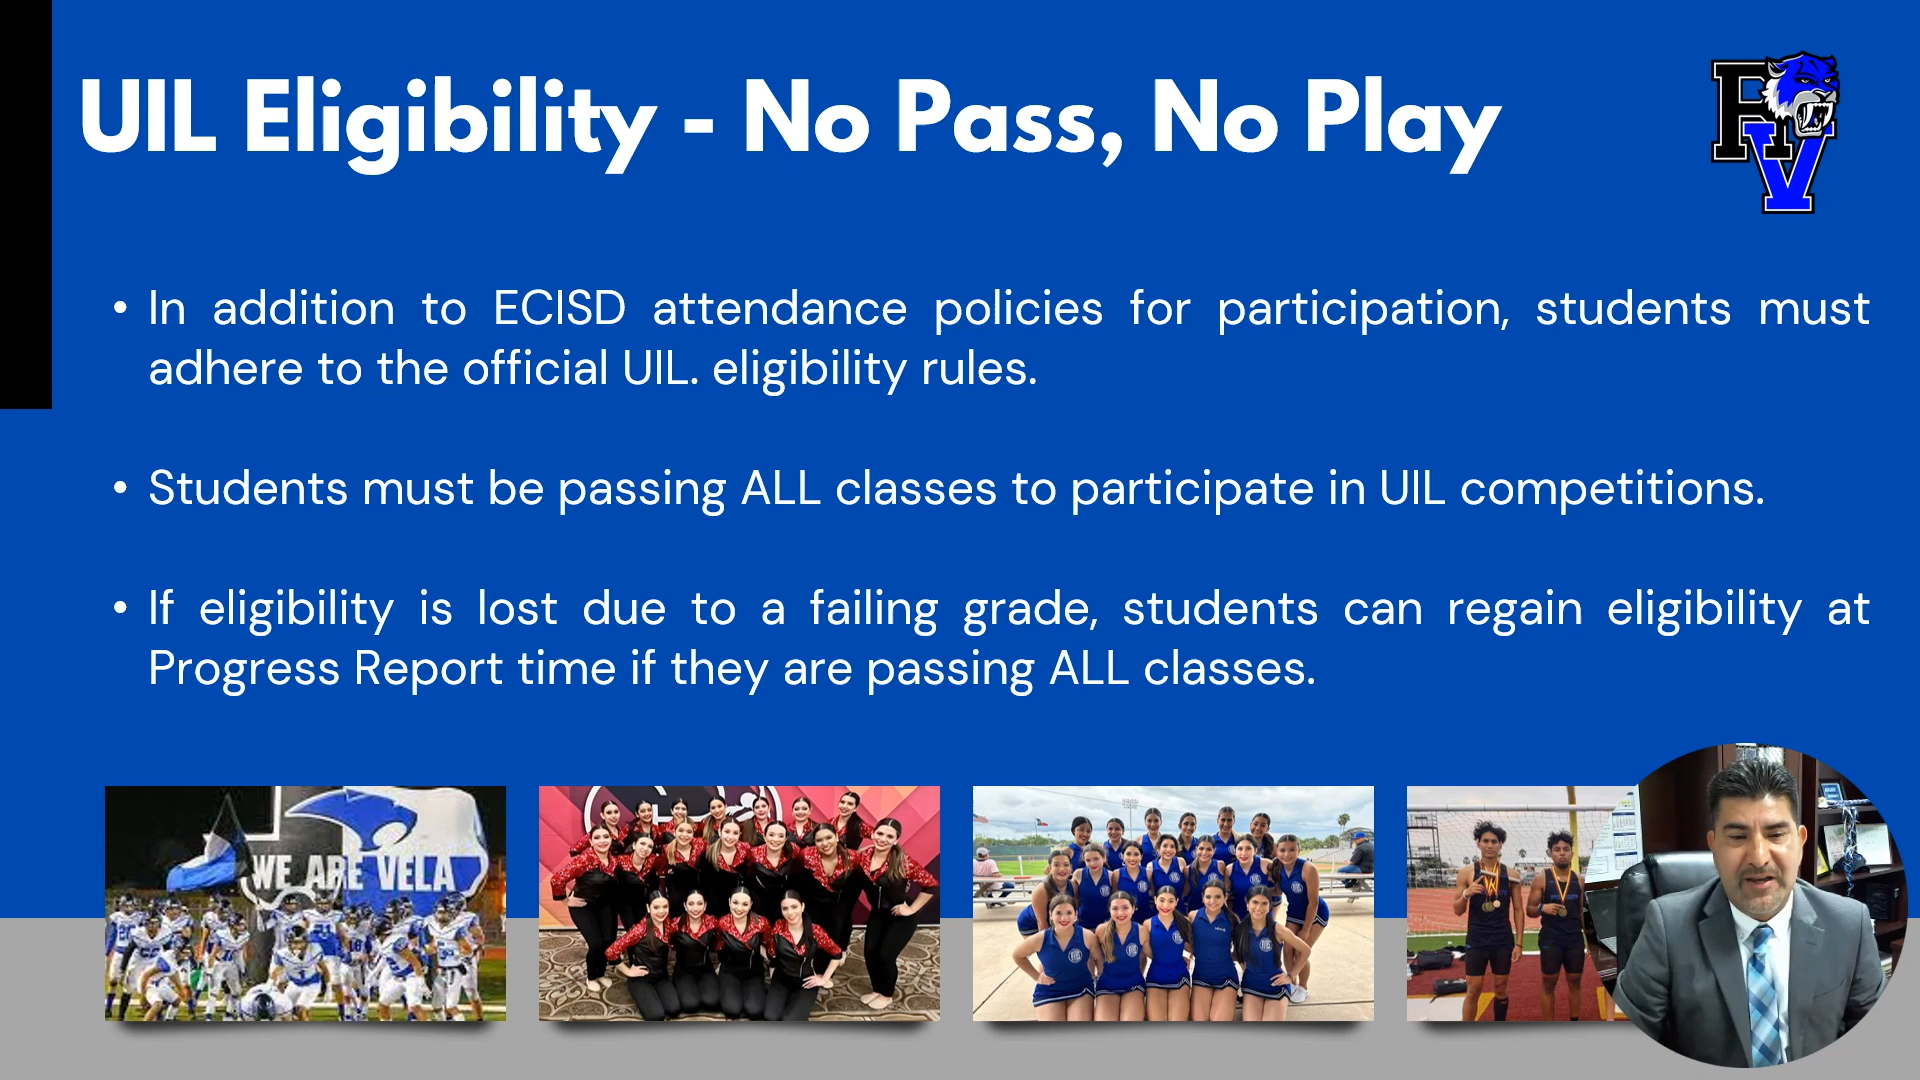 UIL Eligibility - No Pass, No Play
RV
• In addition to ECISD attendance policies for participation, students must
adhere to the official UIL. eligibility rules.
• Students must be passing ALL classes to participate in UIL competitions.
• If eligibility is lost due to a failing grade, students can regain eligibility at
Progress Report time if they are passing ALL classes.
WE ARE VELA